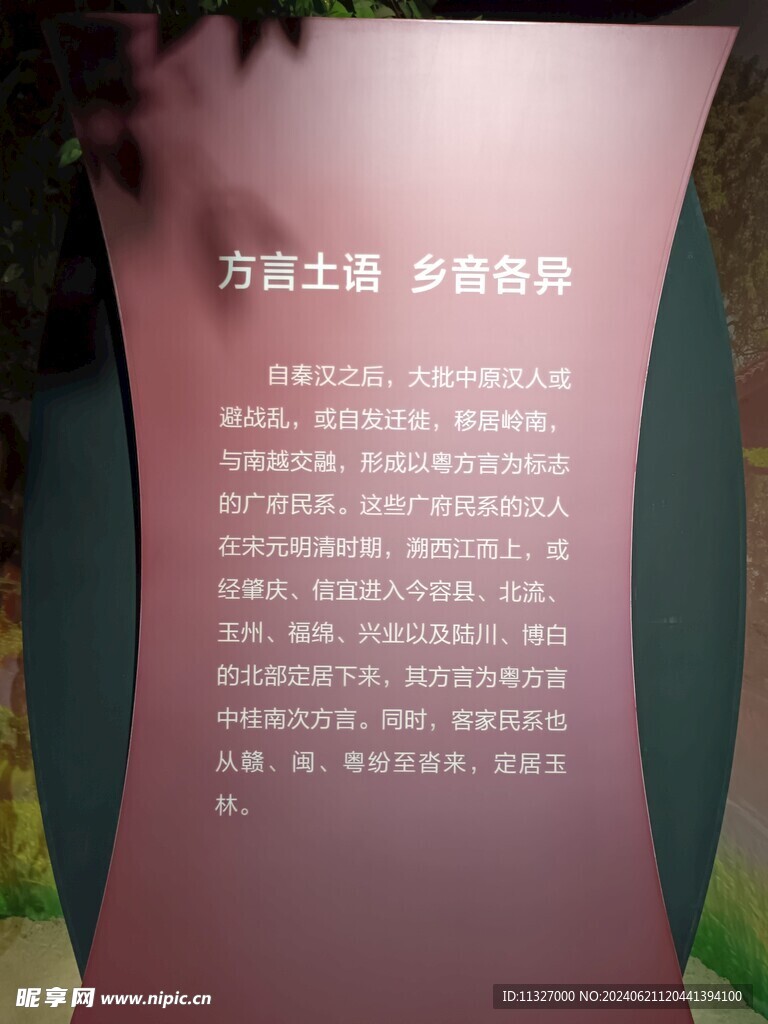 方言土语 乡音各异
自秦汉之后，大批中原汉人或
避战乱，或自发迁徙，移居岭南，
与南越交融，形成以粤方言为标志
的广府民系。这些广府民系的汉人
在宋元明清时期，溯西江而上，或
经肇庆、信宜进入今容县、北流、
玉州、福绵、兴业以及陆川、博白
的北部定居下来，其方言为粤方言
中桂南次方言。同时，客家民系也
从赣、闽、粤纷至沓来，定居玉
林。
昵享网 www.nipic.cn
ID:11327000 NO:20240621120441394100